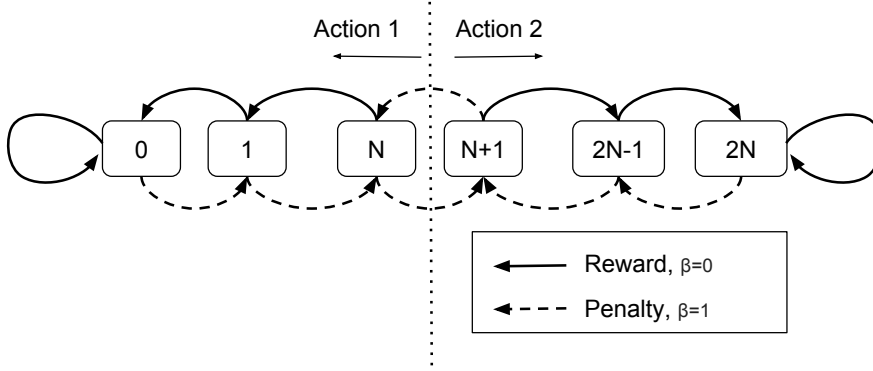 Action 1 Action 2
0 1 N N+1 2N-1 2N
Reward, β=0
Penalty, β=1